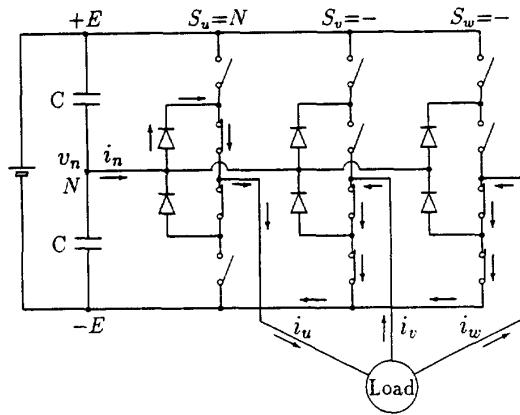 +E
S_u=N
S_v=−
S_w=−
C
v_n
i_n
N
C
−E
i_u
i_v
i_w
Load